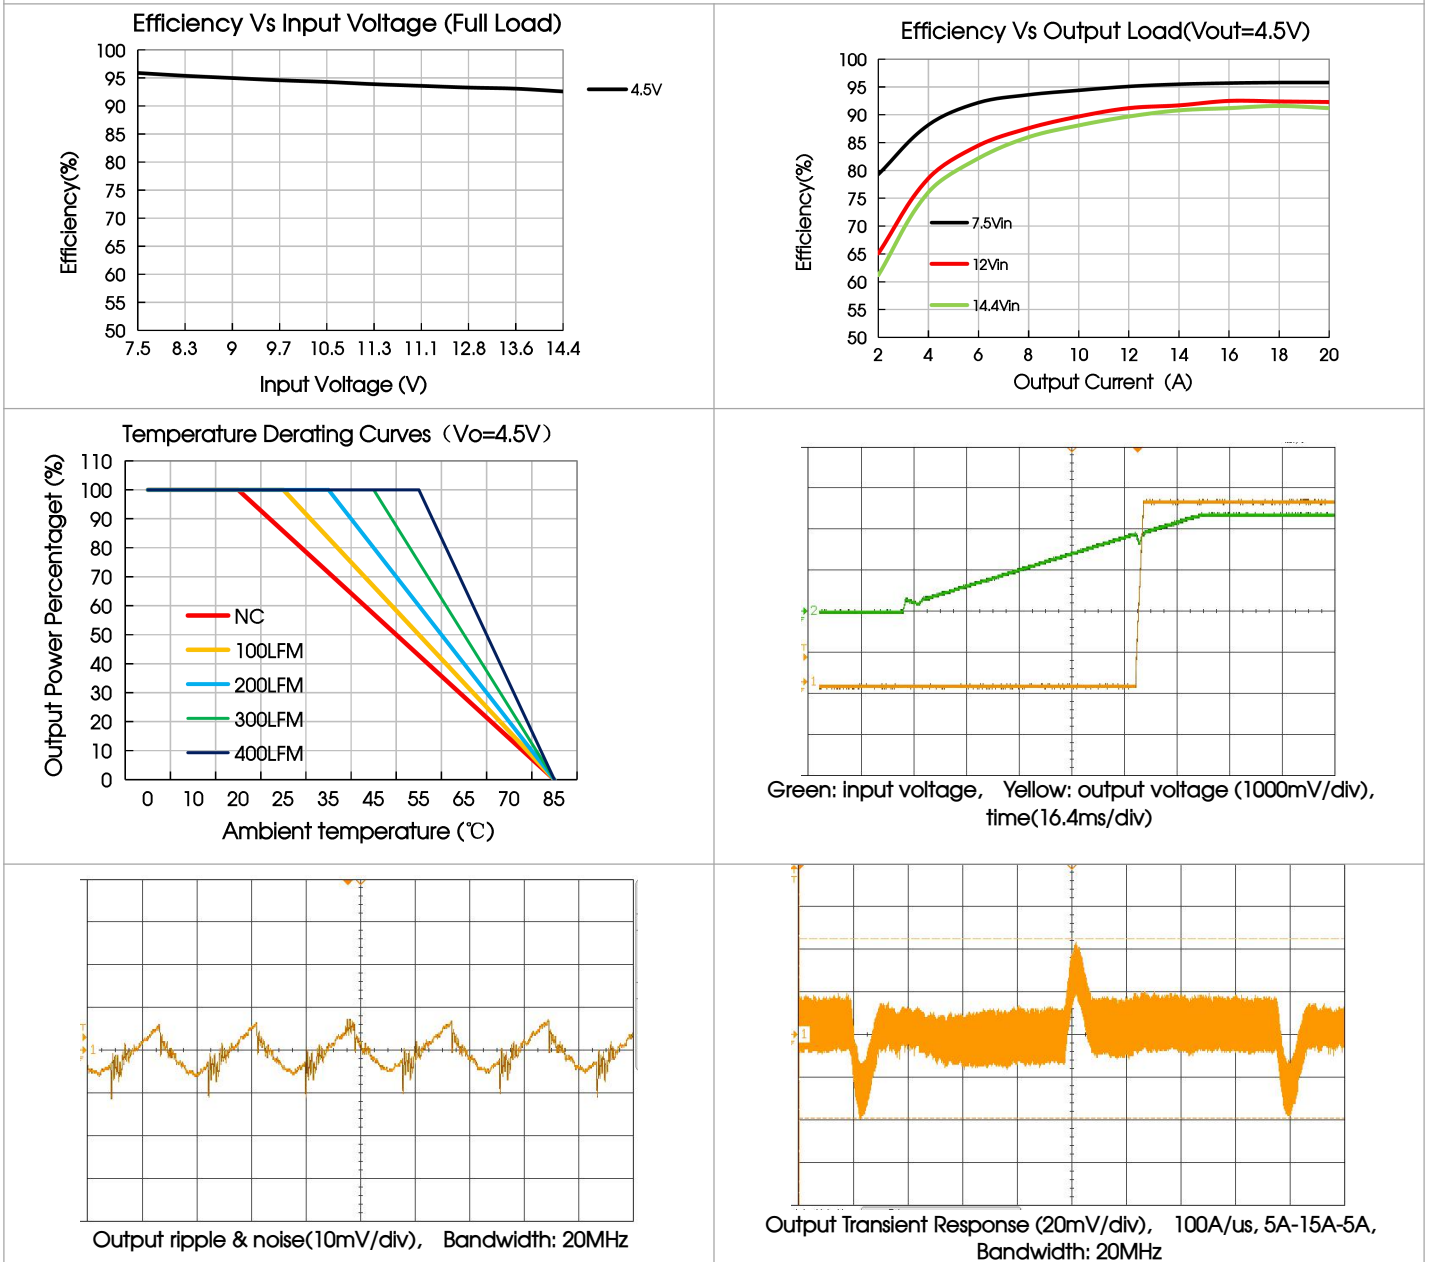 Efficiency Vs Input Voltage (Full Load)
100
95
90
85
80
75
70
65
60
55
50
Efficiency(%)
4.5V
7.5 8.3 9 9.7 10.5 11.3 11.1 12.8 13.6 14.4
Input Voltage (V)
Efficiency Vs Output Load(Vout=4.5V)
100
95
90
85
80
75
70
65
60
55
50
Efficiency(%)
7.5Vin
12Vin
14.4Vin
2 4 6 8 10 12 14 16 18 20
Output Current (A)
Temperature Derating Curves（Vo=4.5V）
110
100
90
80
70
60
50
40
30
20
10
0
Output Power Percentaget (%)
NC
100LFM
200LFM
300LFM
400LFM
0 10 20 25 35 45 55 65 70 85
Ambient temperature (℃)
2
T
1
Green: input voltage, Yellow: output voltage (1000mV/div),
time(16.4ms/div)
T
1
Output ripple & noise(10mV/div), Bandwidth: 20MHz
T
1
Output Transient Response (20mV/div), 100A/us, 5A-15A-5A,
Bandwidth: 20MHz